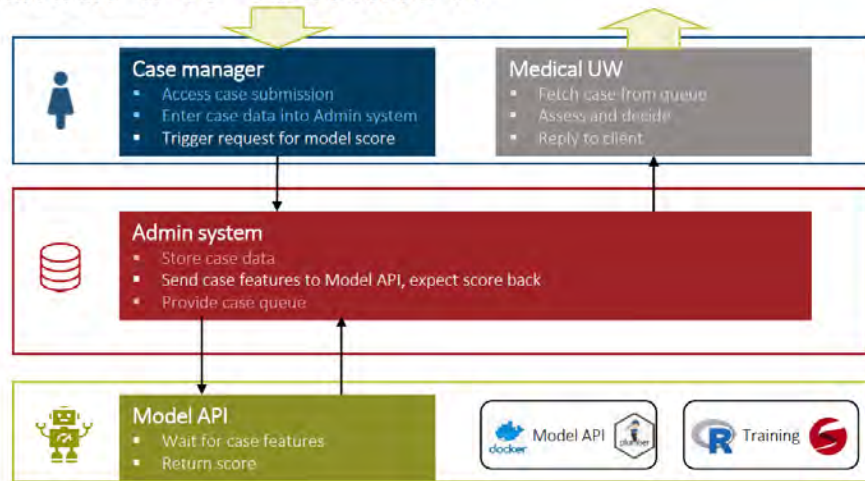 Case manager
Access case submission
Enter case data into Admin system
Trigger request for model score
Medical UW
Fetch case from queue
Assess and decide
Reply to client
Admin system
Store case data
Send case features to Model API, expect score back
Provide case queue
Model API
Wait for case features
Return score
docker
Model API
plumber
R
Training